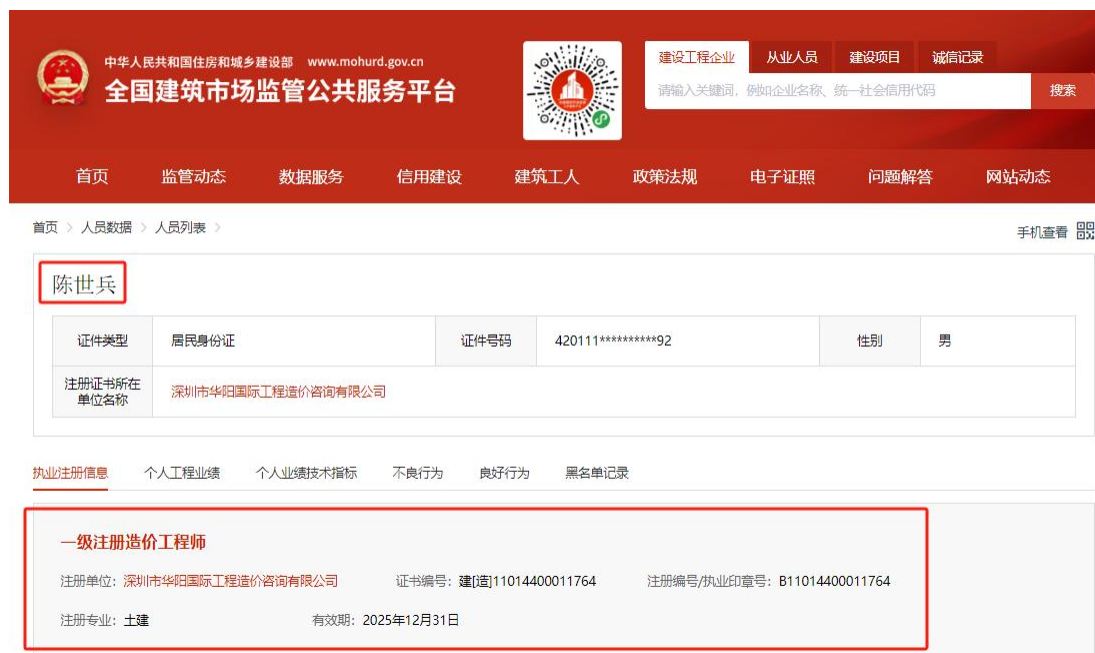 中华人民共和国住房和城乡建设部 www.mohurd.gov.cn
全国建筑市场监管公共服务平台
建设工程企业 从业人员 建设项目 诚信记录
请输入关键词，例如企业名称、统一社会信用代码 搜索
首页 监管动态 数据服务 信用建设 建筑工人 政策法规 电子证照 问题解答 网站动态
首页 > 人员数据 > 人员列表 >
手机查看
陈世兵
证件类型 居民身份证 证件号码 420111**********92 性别 男
注册证书所在
单位名称
深圳市华阳国际工程造价咨询有限公司
执业注册信息 个人工程业绩 个人业绩技术指标 不良行为 良好行为 黑名单记录
一级注册造价工程师
注册单位：深圳市华阳国际工程造价咨询有限公司 证书编号：建[造]11014400011764 注册编号/执业印章号：B11014400011764
注册专业：土建 有效期：2025年12月31日